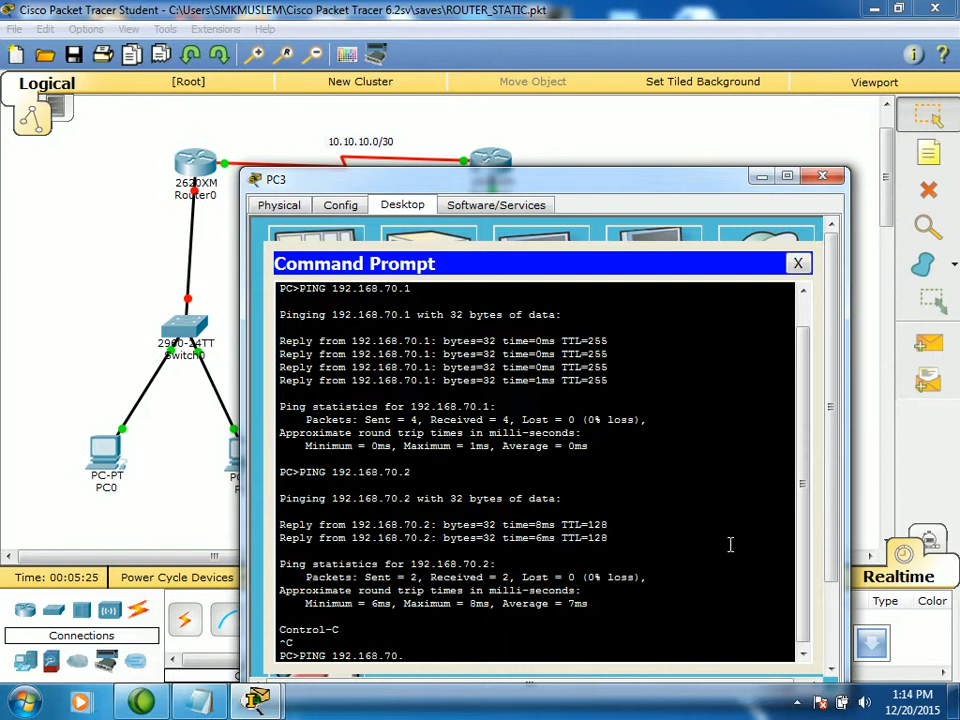 Cisco Packet Tracer Student - C:\Users\SMKMUSLEM\Cisco Packet Tracer 6.2sv\saves\ROUTER_STATIC.pkt
File Edit Options View Tools Extensions Help
Logical [Root] New Cluster Move Object Set Tiled Background Viewport
10.10.10.0/30
2620XM
Router0
2960-24TT
Switch0
PC-PT
PC0
PC3
Physical Config Desktop Software/Services
Command Prompt X
PC>PING 192.168.70.1
Pinging 192.168.70.1 with 32 bytes of data:
Reply from 192.168.70.1: bytes=32 time=0ms TTL=255
Reply from 192.168.70.1: bytes=32 time=0ms TTL=255
Reply from 192.168.70.1: bytes=32 time=0ms TTL=255
Reply from 192.168.70.1: bytes=32 time=1ms TTL=255
Ping statistics for 192.168.70.1:
Packets: Sent = 4, Received = 4, Lost = 0 (0% loss),
Approximate round trip times in milli-seconds:
Minimum = 0ms, Maximum = 1ms, Average = 0ms
PC>PING 192.168.70.2
Pinging 192.168.70.2 with 32 bytes of data:
Reply from 192.168.70.2: bytes=32 time=8ms TTL=128
Reply from 192.168.70.2: bytes=32 time=6ms TTL=128
Ping statistics for 192.168.70.2:
Packets: Sent = 2, Received = 2, Lost = 0 (0% loss),
Approximate round trip times in milli-seconds:
Minimum = 6ms, Maximum = 8ms, Average = 7ms
Control-C
^C
PC>PING 192.168.70.
Time: 00:05:25 Power Cycle Devices
Realtime
Connections
Type Color
1:14 PM
12/20/2015